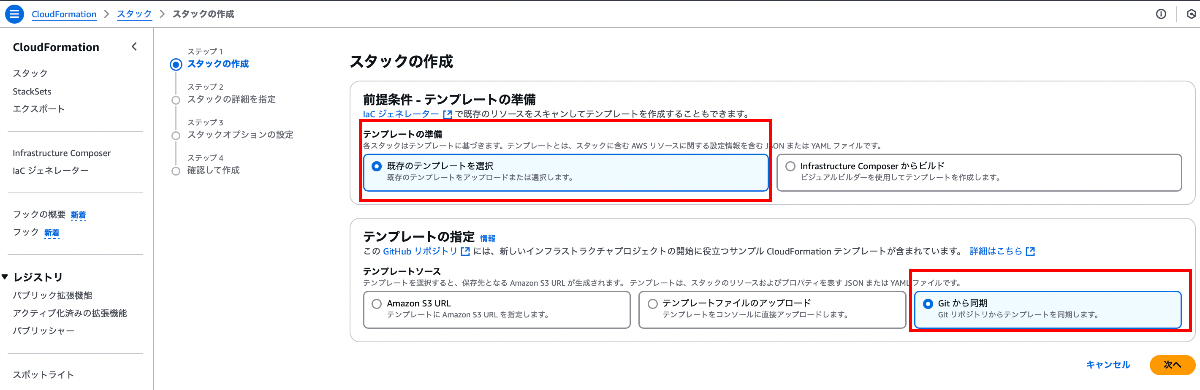 CloudFormation > スタック > スタックの作成
CloudFormation
スタック
StackSets
エクスポート
Infrastructure Composer
IaC ジェネレーター
フックの概要 新着
フック 新着
レジストリ
パブリック拡張機能
アクティブ化済みの拡張機能
パブリッシャー
スポットライト
ステップ 1
スタックの作成
ステップ 2
スタックの詳細を指定
ステップ 3
スタックオプションの設定
ステップ 4
確認して作成
スタックの作成
前提条件 - テンプレートの準備
IaC ジェネレーター で既存のリソースをスキャンしてテンプレートを作成することもできます。
テンプレートの準備
各スタックはテンプレートに基づきます。テンプレートとは、スタックに含む AWS リソースに関する設定情報を含む JSON または YAML ファイルです。
既存のテンプレートを選択
既存のテンプレートをアップロードまたは選択します。
Infrastructure Composer からビルド
ビジュアルビルダーを使用してテンプレートを作成します。
テンプレートの指定 情報
この GitHub リポジトリ には、新しいインフラストラクチャプロジェクトの開始に役立つサンプル CloudFormation テンプレートが含まれています。 詳細はこちら
テンプレートソース
テンプレートを選択すると、保存先となる Amazon S3 URL が生成されます。テンプレートは、スタックのリソースおよびプロパティを表す JSON または YAML ファイルです。
Amazon S3 URL
テンプレートに Amazon S3 URL を指定します。
テンプレートファイルのアップロード
テンプレートをコンソールに直接アップロードします。
Git から同期
Git リポジトリからテンプレートを同期します。
キャンセル
次へ